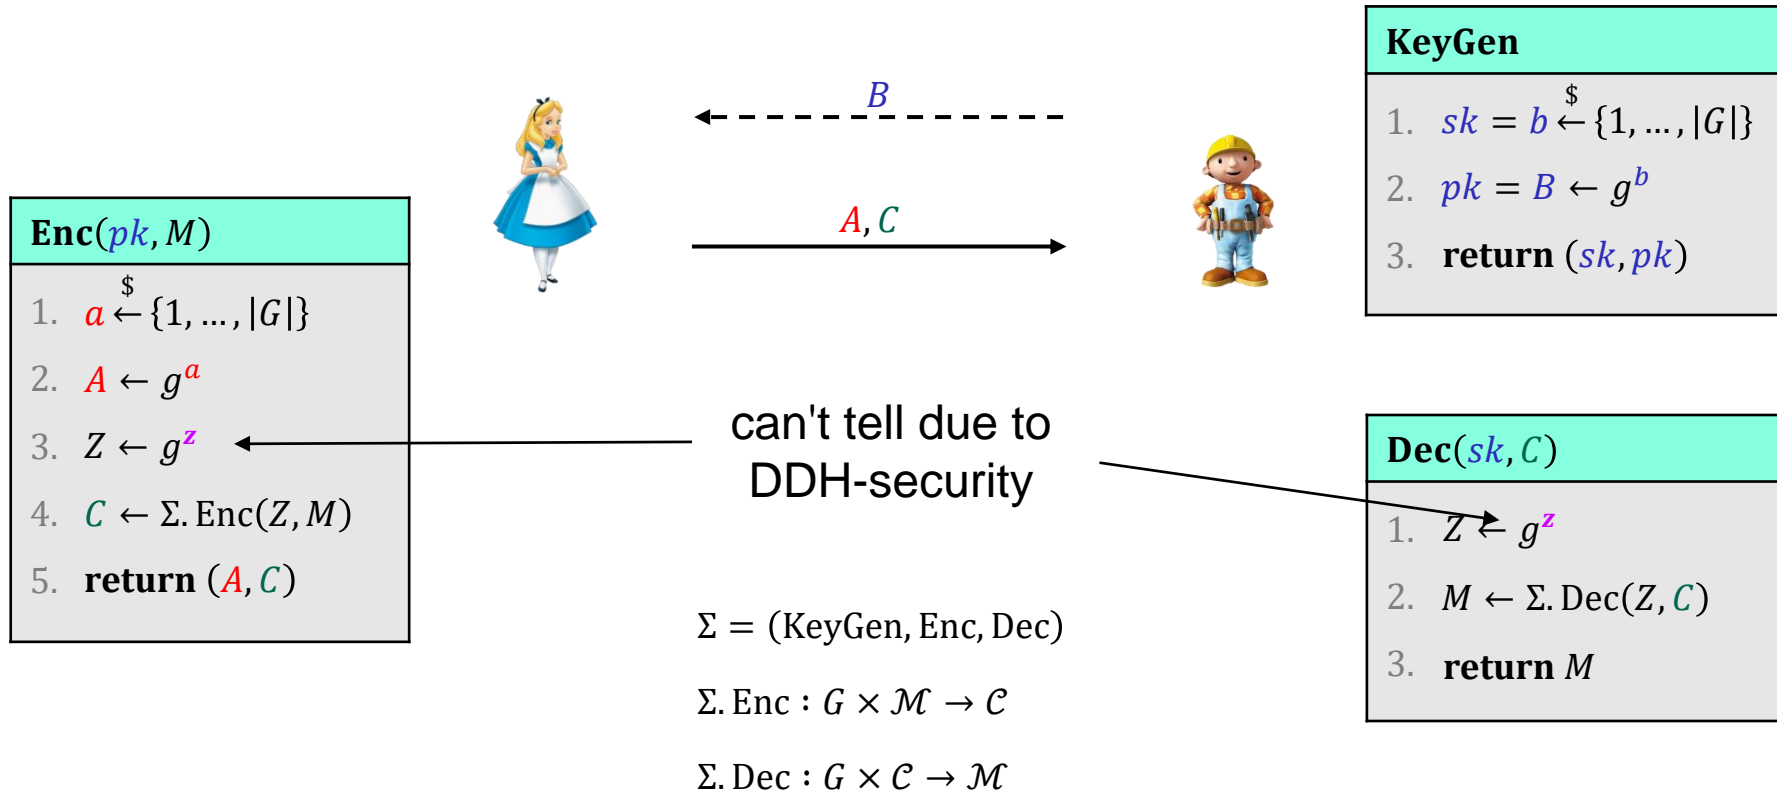 KeyGen
1. sk = b $← {1, … , |G|}
2. pk = B ← g^b
3. return (sk, pk)
B
A, C
Enc(pk, M)
1. a $← {1, … , |G|}
2. A ← g^a
3. Z ← g^z
4. C ← Σ. Enc(Z, M)
5. return (A, C)
can't tell due to
DDH-security
Dec(sk, C)
1. Z ← g^z
2. M ← Σ. Dec(Z, C)
3. return M
Σ = (KeyGen, Enc, Dec)
Σ. Enc ∶ G × ℳ → 𝒞
Σ. Dec ∶ G × 𝒞 → ℳ